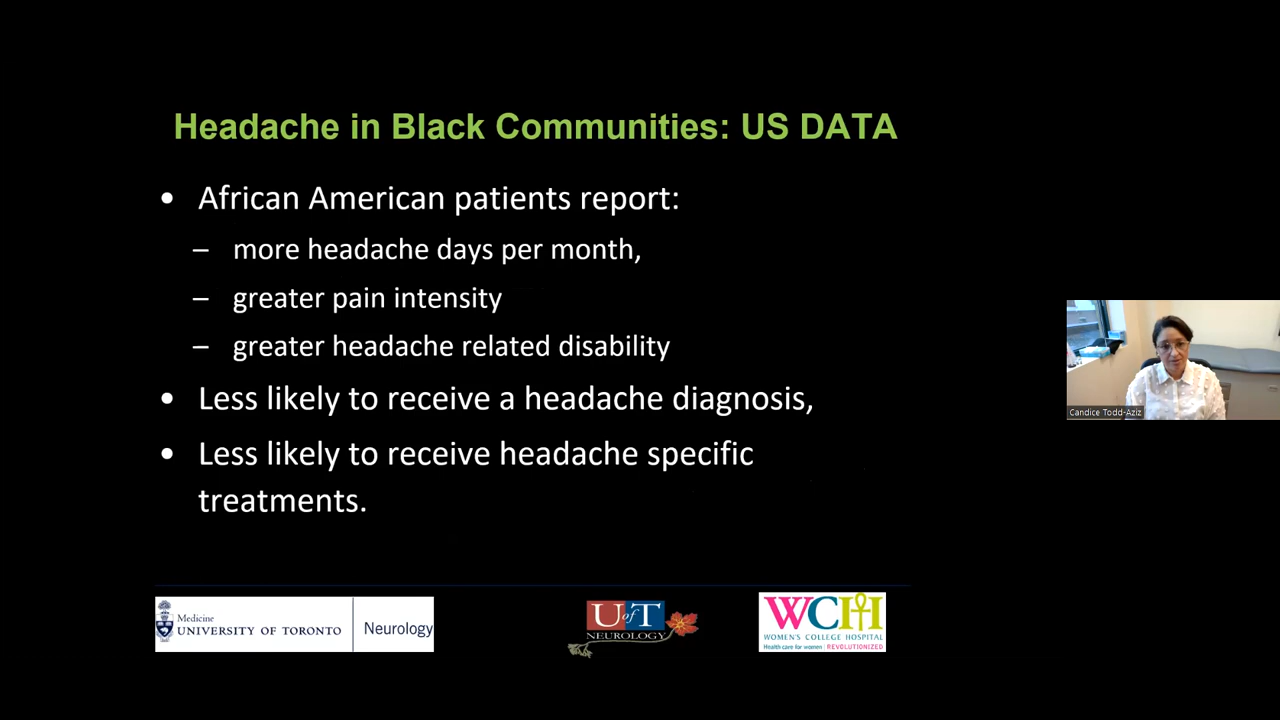 Headache in Black Communities: US DATA
• African American patients report:
– more headache days per month,
– greater pain intensity
– greater headache related disability
• Less likely to receive a headache diagnosis,
• Less likely to receive headache specific
treatments.
Candice Todd-Aziz
Medicine
UNIVERSITY OF TORONTO
Neurology
U of T
NEUROLOGY
WCH
WOMEN'S COLLEGE HOSPITAL
Health care for women | REVOLUTIONIZED